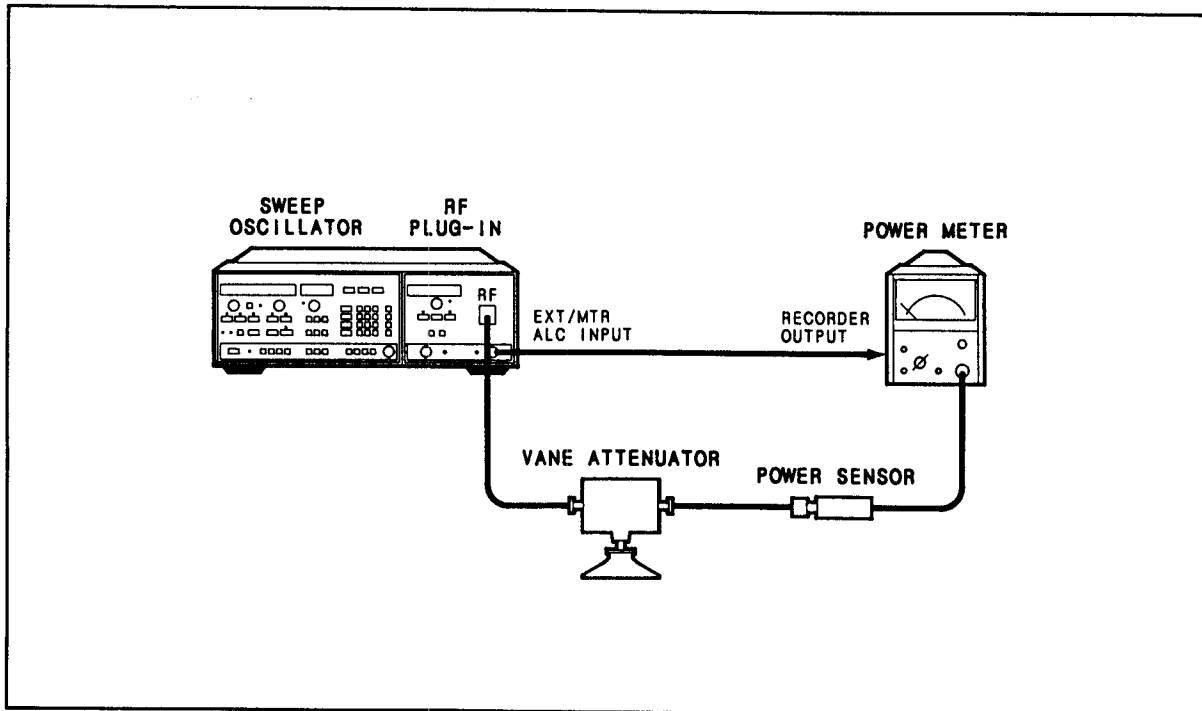 SWEEP
OSCILLATOR
RF
PLUG-IN
POWER METER
RF
EXT/MTR
ALC INPUT
RECORDER
OUTPUT
VANE ATTENUATOR
POWER SENSOR